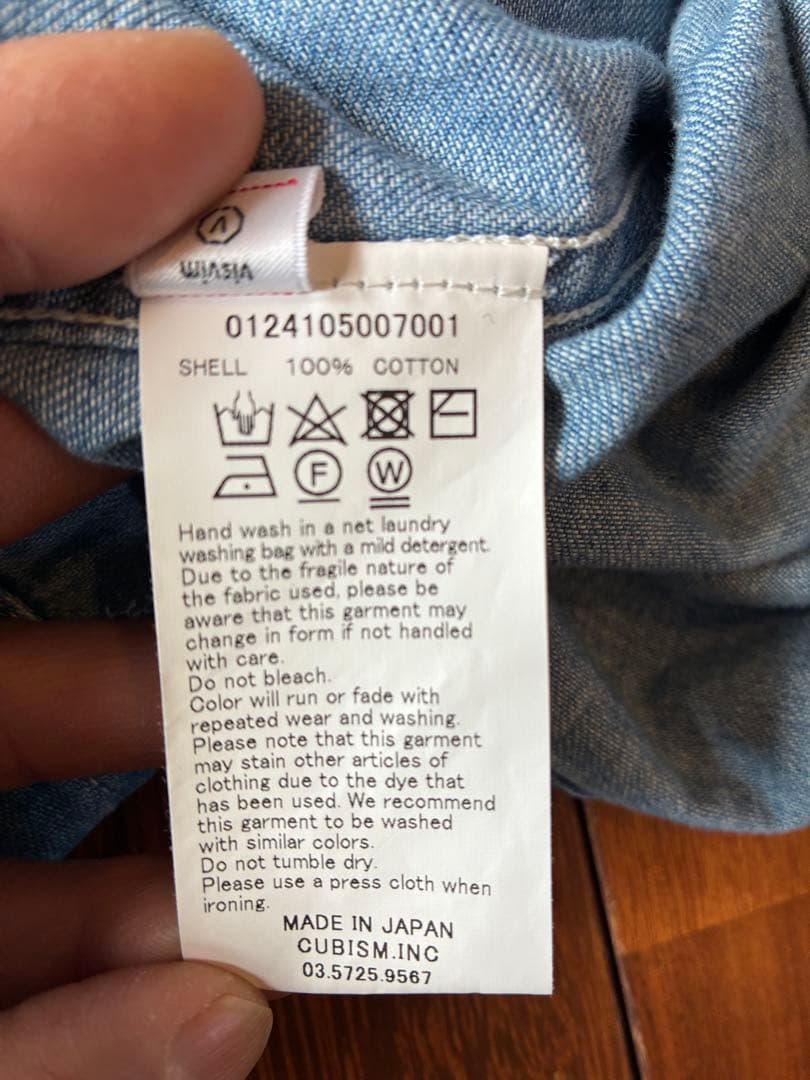 visvim
0124105007001
SHELL 100% COTTON
F W
Hand wash in a net laundry
washing bag with a mild detergent.
Due to the fragile nature of
the fabric used, please be
aware that this garment may
change in form if not handled
with care.
Do not bleach.
Color will run or fade with
repeated wear and washing.
Please note that this garment
may stain other articles of
clothing due to the dye that
has been used. We recommend
this garment to be washed
with similar colors.
Do not tumble dry.
Please use a press cloth when
ironing.
MADE IN JAPAN
CUBISM.INC
03.5725.9567